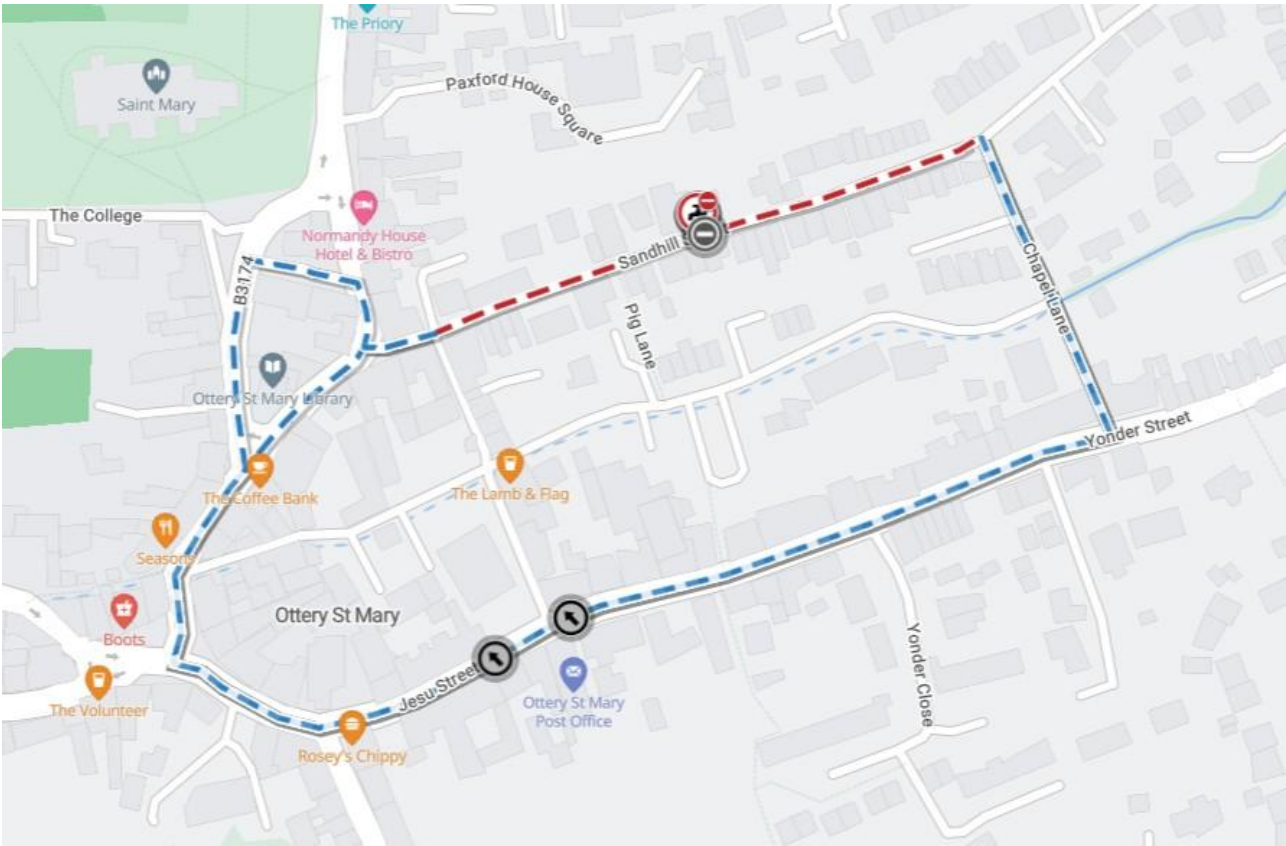 The Priory
Saint Mary
Paxford House Square
The College
Normandy House
Hotel & Bistro
B3174
Sandhill S
Chapel Lane
Pig Lane
Ottery St Mary Library
Yonder Street
The Coffee Bank
The Lamb & Flag
Seasons
Ottery St Mary
Boots
Jesu Street
Yonder Close
The Volunteer
Ottery St Mary
Post Office
Rosey's Chippy